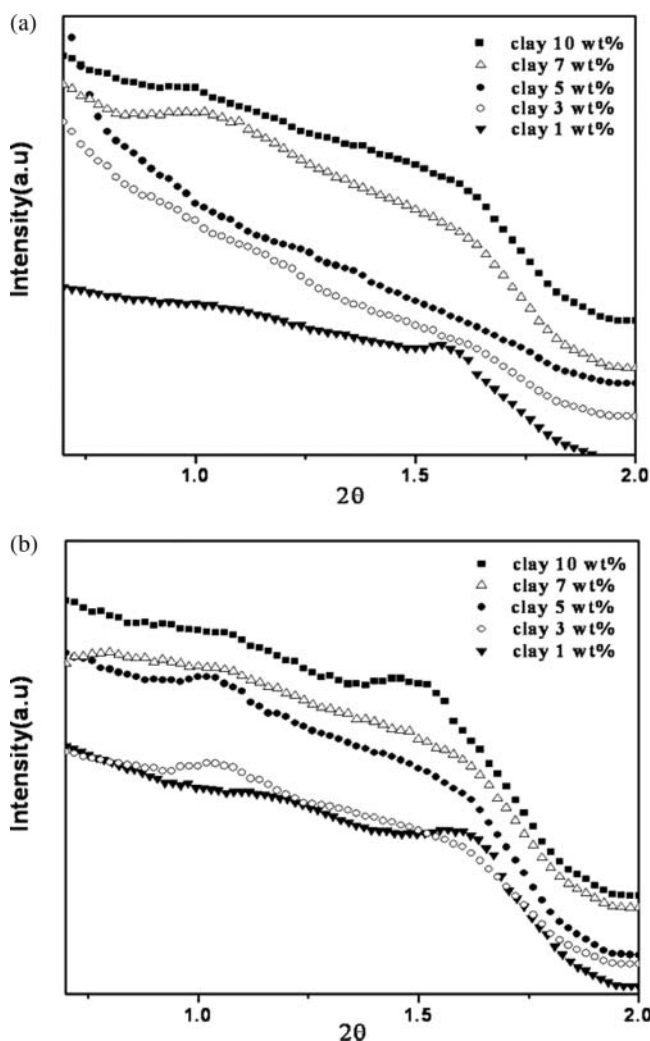 (a)
clay 10 wt%
clay 7 wt%
clay 5 wt%
clay 3 wt%
clay 1 wt%
Intensity(a.u)
1.0
1.5
2.0
2θ
(b)
clay 10 wt%
clay 7 wt%
clay 5 wt%
clay 3 wt%
clay 1 wt%
Intensity(a.u)
1.0
1.5
2.0
2θ